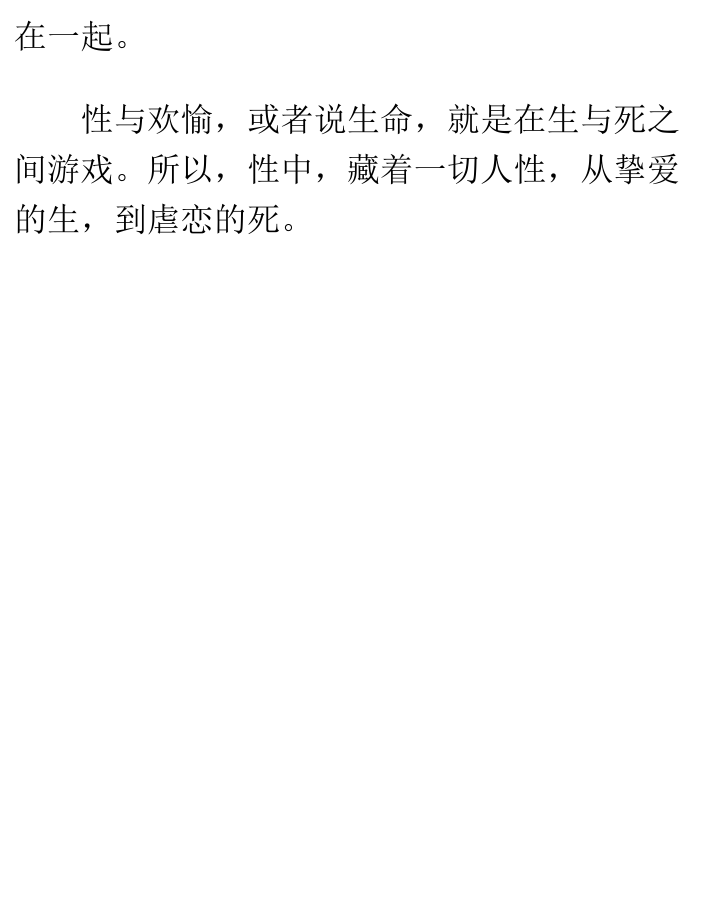 在一起。
性与欢愉，或者说生命，就是在生与死之
间游戏。所以，性中，藏着一切人性，从挚爱
的生，到虐恋的死。